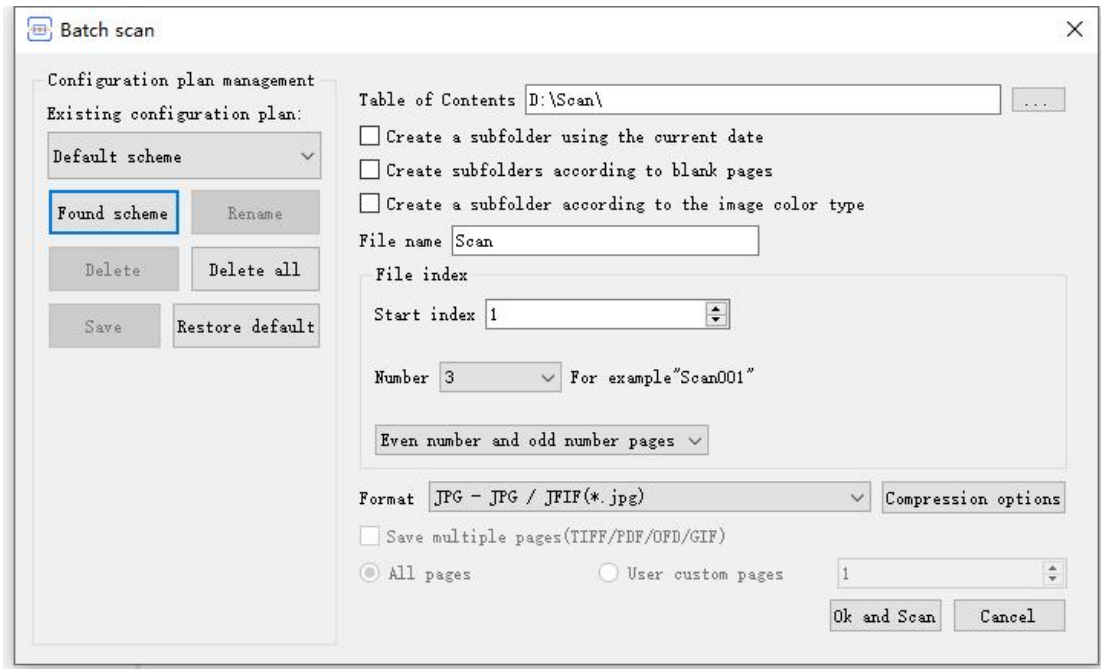 Batch scan
Configuration plan management
Existing configuration plan:
Default scheme
Found scheme
Rename
Delete
Delete all
Save
Restore default
Table of Contents D:\Scan\ ...
Create a subfolder using the current date
Create subfolders according to blank pages
Create a subfolder according to the image color type
File name Scan
File index
Start index 1
Number 3 For example"Scan001"
Even number and odd number pages
Format JPG - JPG / JFIF(*.jpg) Compression options
Save multiple pages(TIFF/PDF/OFD/GIF)
All pages User custom pages 1
Ok and Scan Cancel